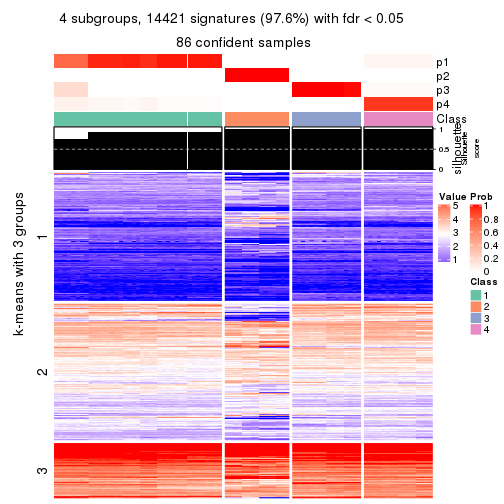 4 subgroups, 14421 signatures (97.6%) with fdr < 0.05
86 confident samples
p1
p2
p3
p4
Class
1
0.5
0
silhouette
Silhouette
score
k-means with 3 groups
1
2
3
Value
5
4
3
2
1
Prob
1
0.8
0.6
0.4
0.2
0
Class
1
2
3
4